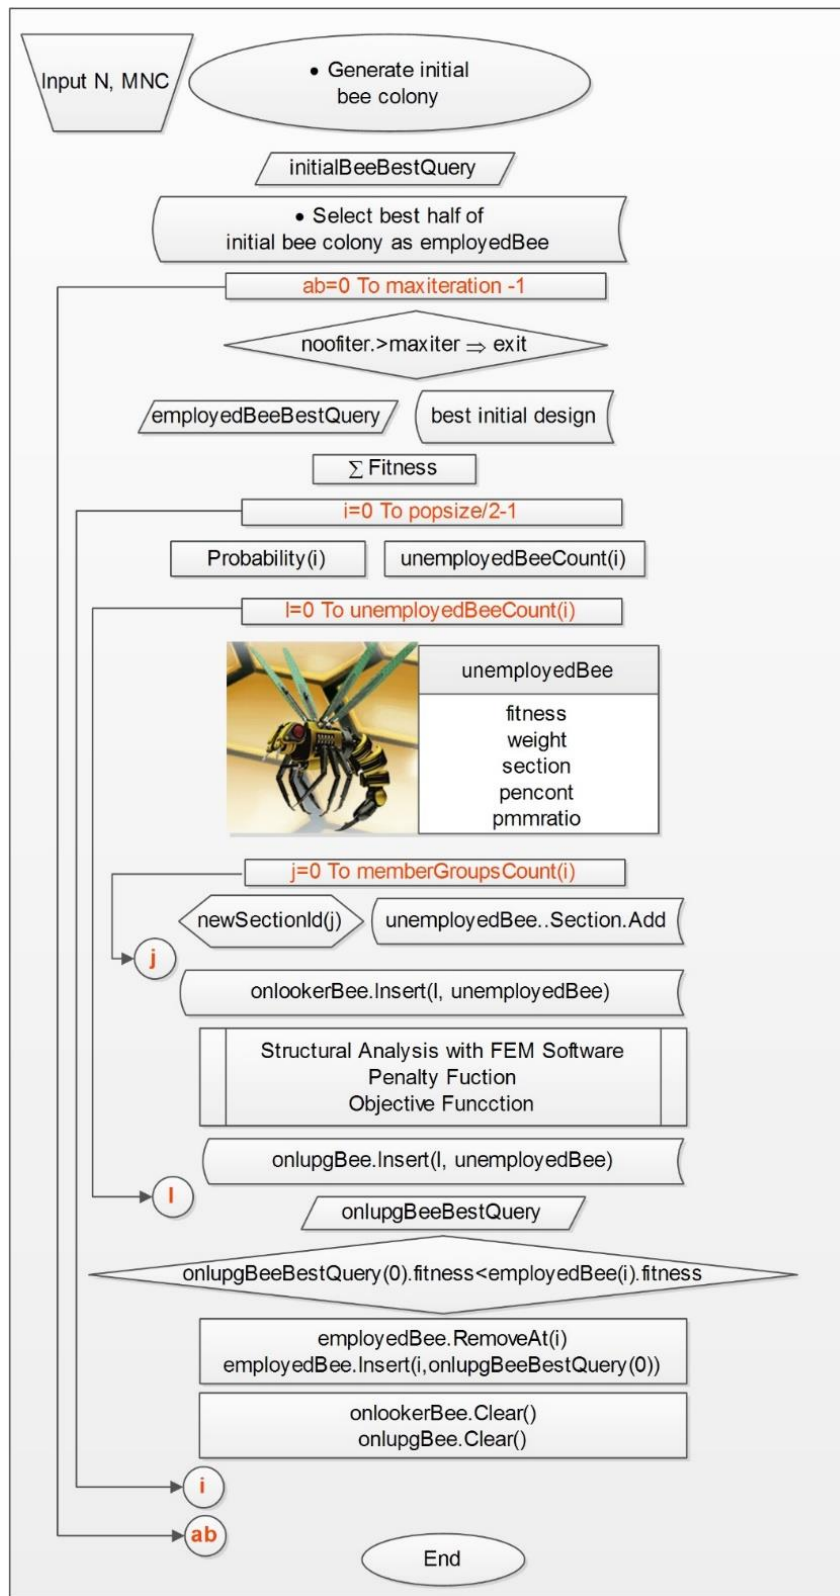 Input N, MNC
• Generate initial
bee colony
initialBeeBestQuery
• Select best half of
initial bee colony as employedBee
ab=0 To maxiteration -1
noofiter.>maxiter ⇒ exit
employedBeeBestQuery
best initial design
∑ Fitness
i=0 To popsize/2-1
Probability(i)
unemployedBeeCount(i)
l=0 To unemployedBeeCount(i)
unemployedBee
fitness
weight
section
pencont
pmmratio
j=0 To memberGroupsCount(i)
newSectionId(j)
unemployedBee..Section.Add
j
onlookerBee.Insert(l, unemployedBee)
Structural Analysis with FEM Software
Penalty Fuction
Objective Funcction
onlupgBee.Insert(l, unemployedBee)
l
onlupgBeeBestQuery
onlupgBeeBestQuery(0).fitness<employedBee(i).fitness
employedBee.RemoveAt(i)
employedBee.Insert(i,onlupgBeeBestQuery(0))
onlookerBee.Clear()
onlupgBee.Clear()
i
ab
End